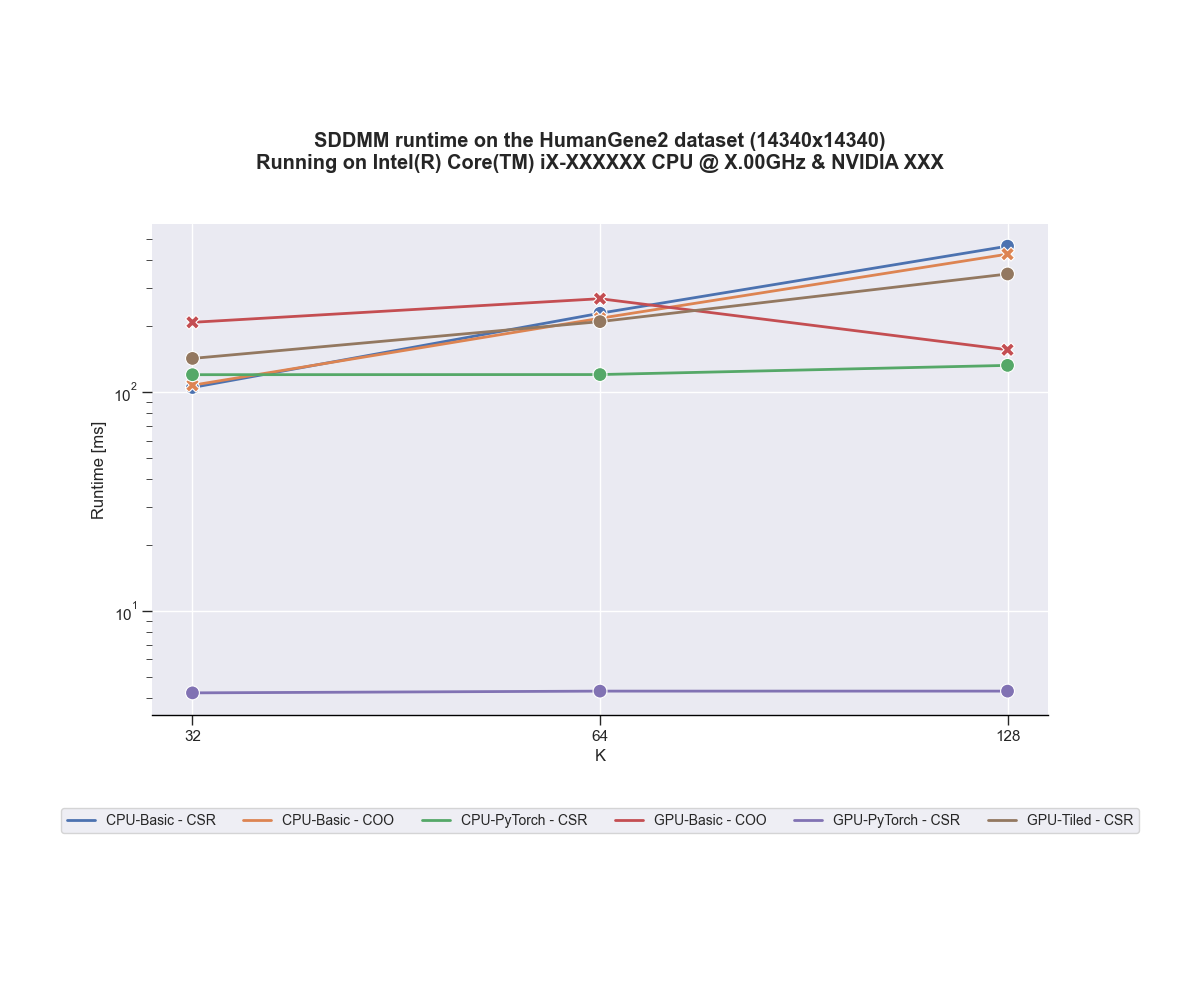 SDDMM runtime on the HumanGene2 dataset (14340x14340)
Running on Intel(R) Core(TM) iX-XXXXXX CPU @ X.00GHz & NVIDIA XXX
Runtime [ms]
10^2
10^1
32 64 128
K
CPU-Basic - CSR CPU-Basic - COO CPU-PyTorch - CSR GPU-Basic - COO GPU-PyTorch - CSR GPU-Tiled - CSR